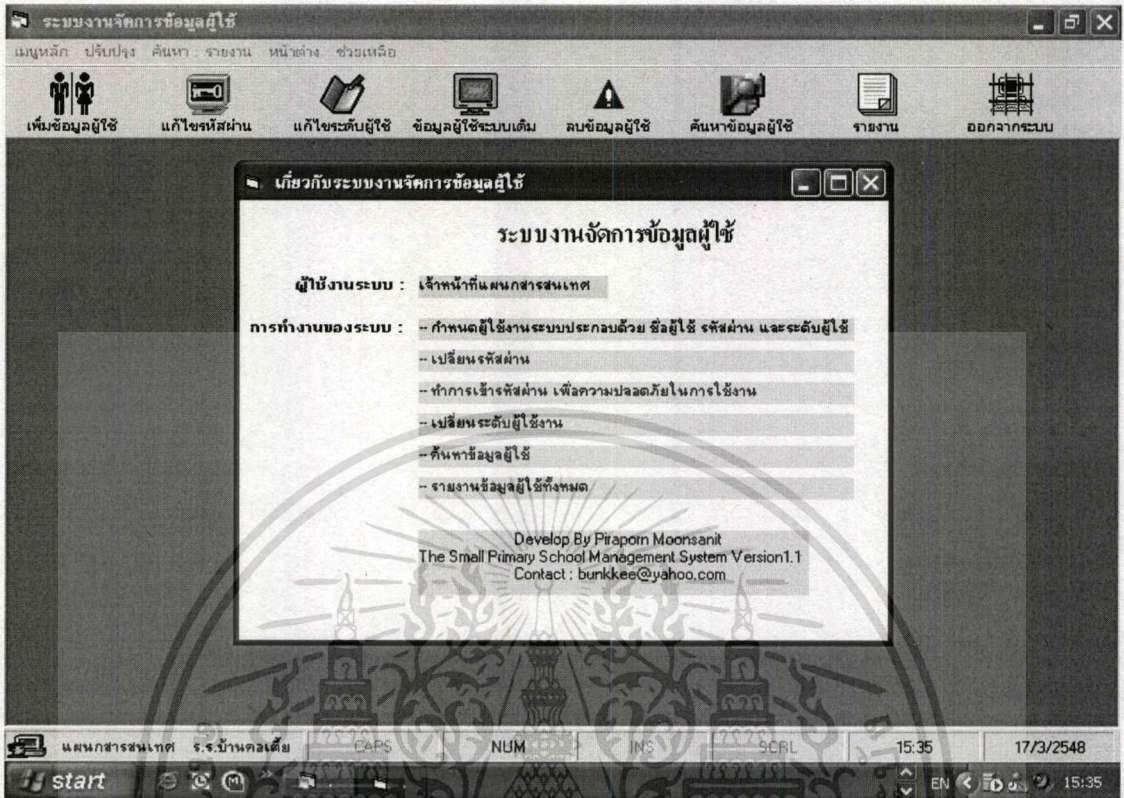 ระบบงานจัดการข้อมูลผู้ใช้
เมนูหลัก ปรับปรุง ค้นหา รายงาน หน้าต่าง ช่วยเหลือ
เพิ่มข้อมูลผู้ใช้ แก้ไขรหัสผ่าน แก้ไขระดับผู้ใช้ ข้อมูลผู้ใช้ระบบเดิม ลบข้อมูลผู้ใช้ ค้นหาข้อมูลผู้ใช้ รายงาน ออกจากระบบ
เกี่ยวกับระบบงานจัดการข้อมูลผู้ใช้
ระบบงานจัดการข้อมูลผู้ใช้
ผู้ใช้งานระบบ : เจ้าหน้าที่แผนกสารสนเทศ
การทำงานของระบบ : -- กำหนดผู้ใช้งานระบบประกอบด้วย ชื่อผู้ใช้ รหัสผ่าน และระดับผู้ใช้
-- เปลี่ยนรหัสผ่าน
-- ทำการเข้ารหัสผ่าน เพื่อความปลอดภัยในการใช้งาน
-- เปลี่ยนระดับผู้ใช้งาน
-- ค้นหาข้อมูลผู้ใช้
-- รายงานข้อมูลผู้ใช้ทั้งหมด
Develop By Piraporn Moonsanit
The Small Primary School Management System Version1.1
Contact : bunkkee@yahoo.com
แผนกสารสนเทศ ร.ร.บ้านคอเตี้ย CAPS NUM INS SCRL 15:35 17/3/2548
start EN 15:35